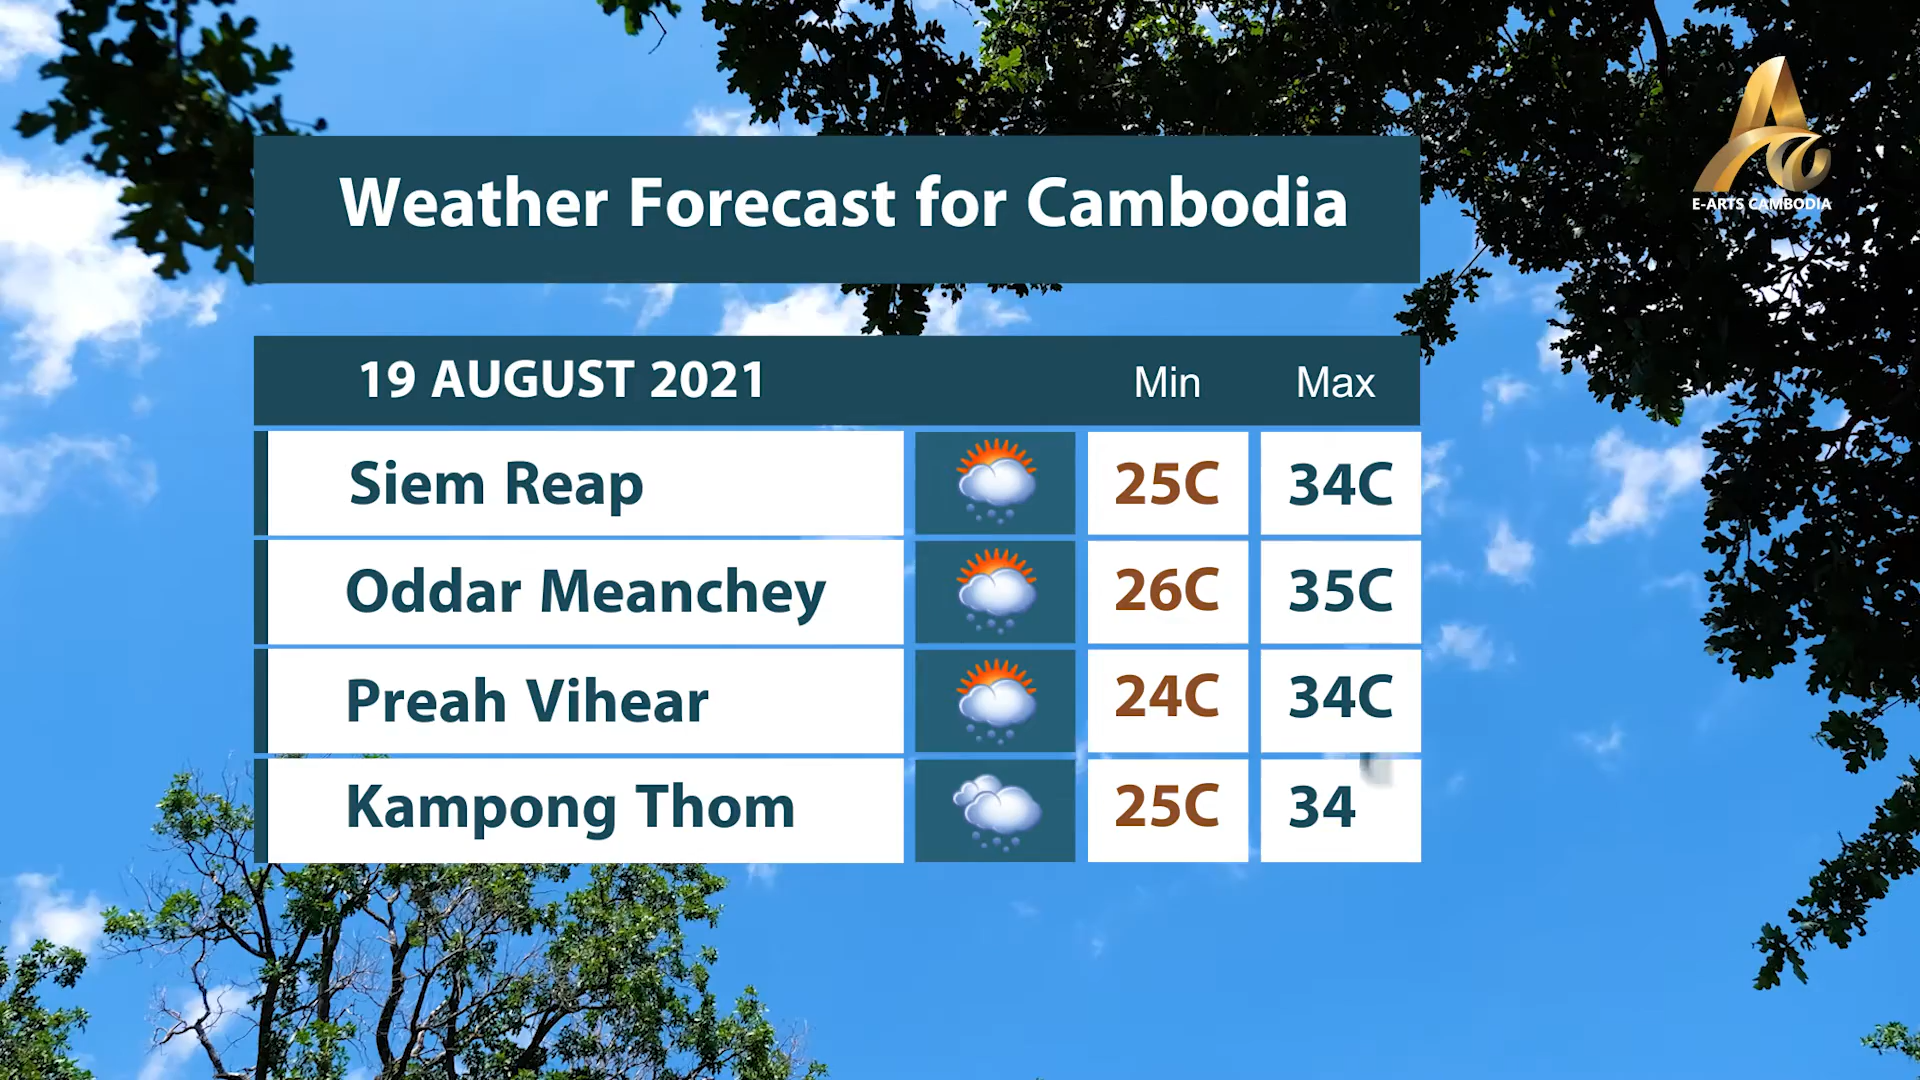 Weather Forecast for Cambodia
E-ARTS CAMBODIA
19 AUGUST 2021 Min Max
Siem Reap 25C 34C
Oddar Meanchey 26C 35C
Preah Vihear 24C 34C
Kampong Thom 25C 34